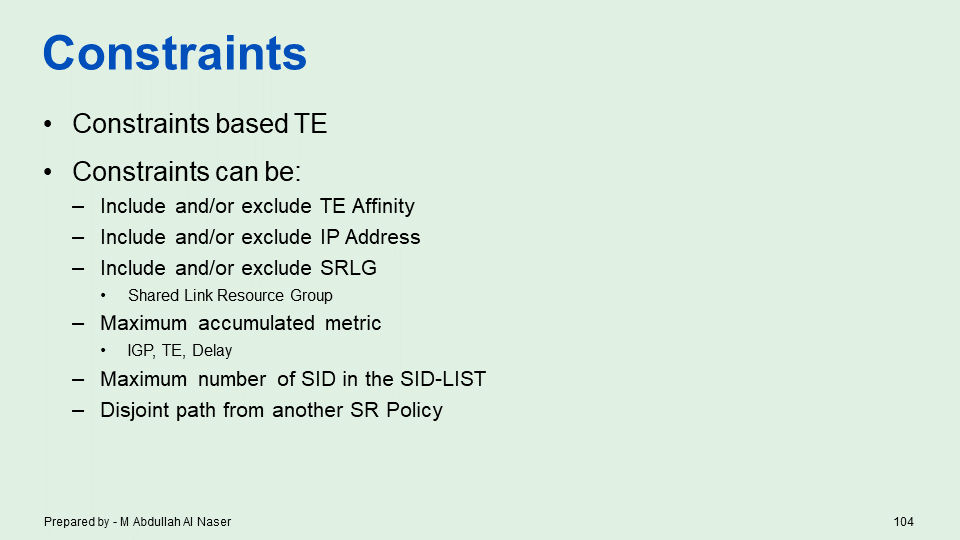 Constraints
• Constraints based TE
• Constraints can be:
– Include and/or exclude TE Affinity
– Include and/or exclude IP Address
– Include and/or exclude SRLG
• Shared Link Resource Group
– Maximum accumulated metric
• IGP, TE, Delay
– Maximum number of SID in the SID-LIST
– Disjoint path from another SR Policy
Prepared by - M Abdullah Al Naser
104